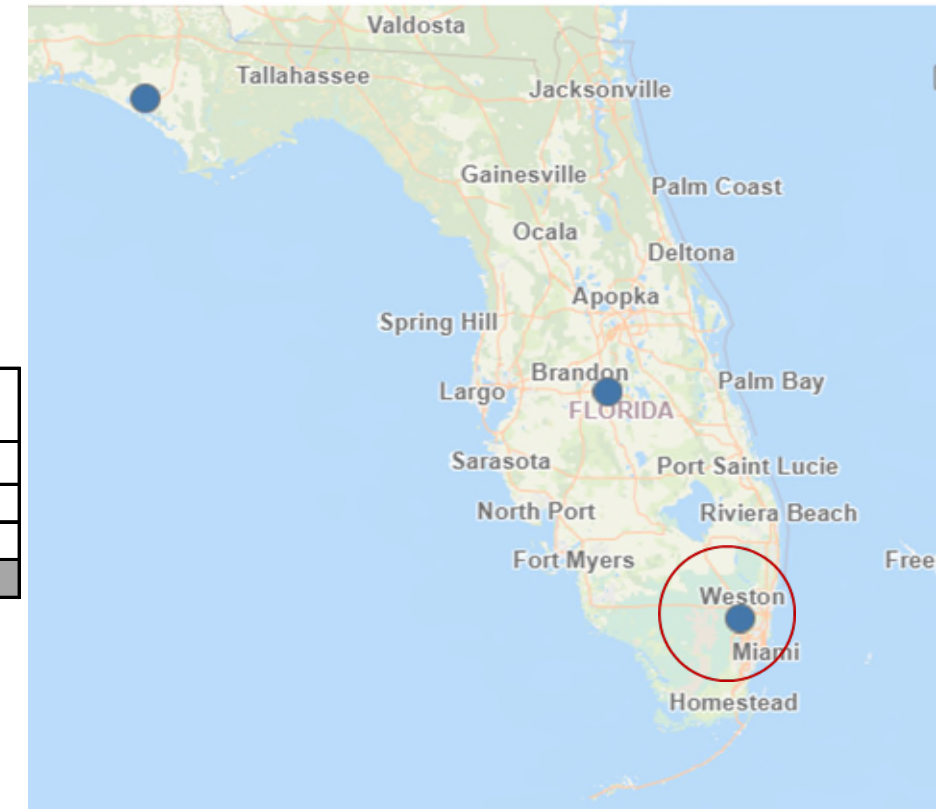 Valdosta
Tallahassee
Jacksonville
Gainesville
Palm Coast
Ocala
Deltona
Apopka
Spring Hill
Brandon
Palm Bay
Largo
FLORIDA
Sarasota
Port Saint Lucie
North Port
Riviera Beach
Fort Myers
Free
Weston
Miami
Homestead